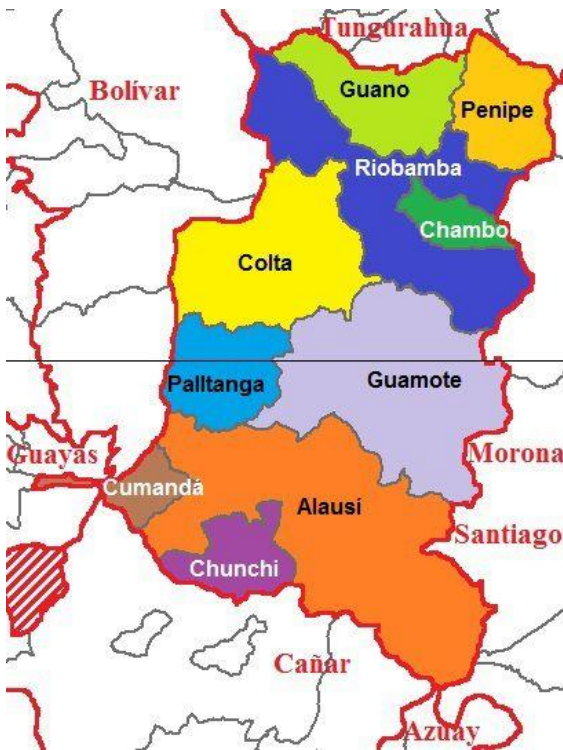 Tungurahua
Bolívar
Guano
Penipe
Riobamba
Chambo
Colta
Palltanga
Guamote
Guayas
Morona
Cumandá
Alausí
Santiago
Chunchi
Cañar
Azuay